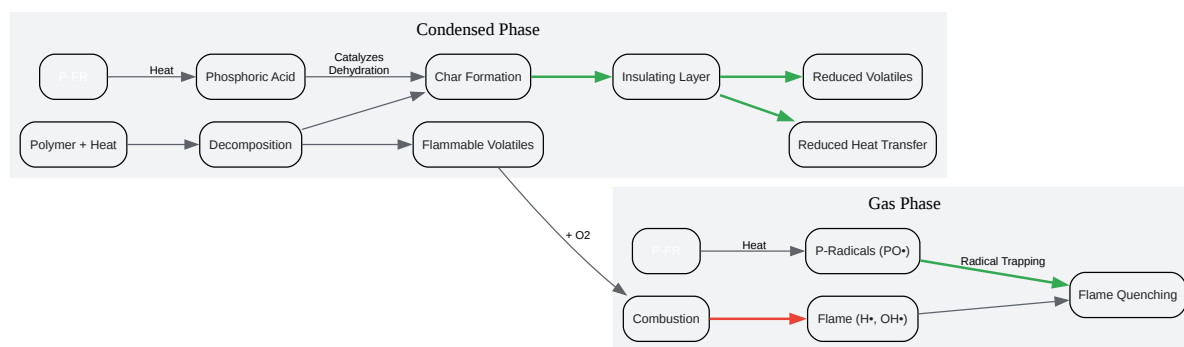 Condensed Phase
P-FR
Heat
Phosphoric Acid
Catalyzes
Dehydration
Char Formation
Insulating Layer
Reduced Volatiles
Polymer + Heat
Decomposition
Flammable Volatiles
Reduced Heat Transfer
+ O2
Gas Phase
P-FR
Heat
P-Radicals (PO•)
Radical Trapping
Flame Quenching
Combustion
Flame (H•, OH•)